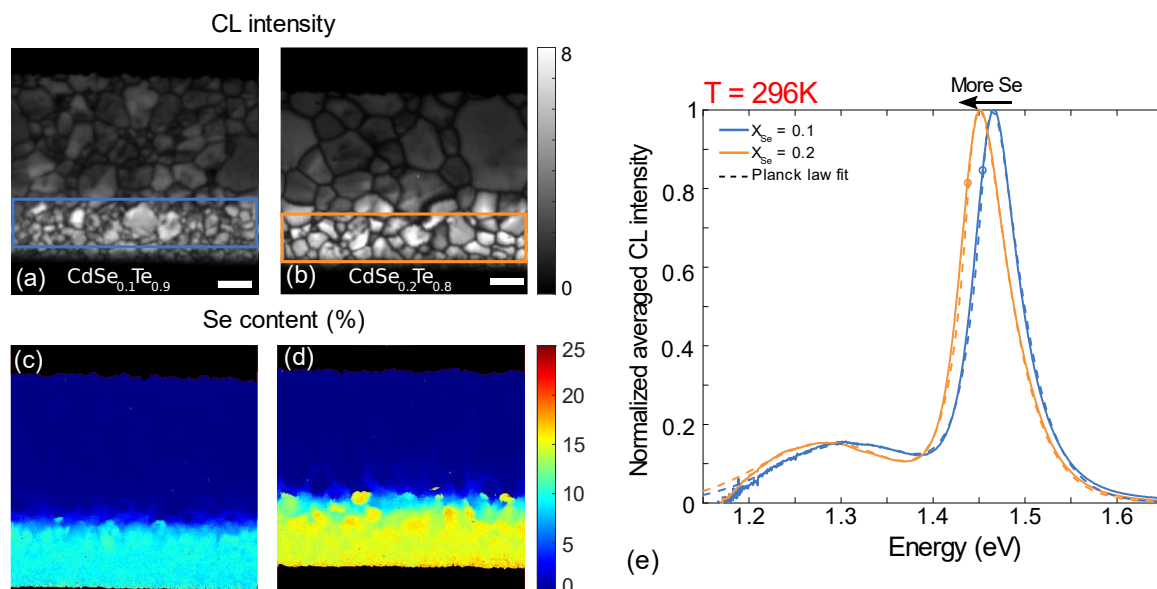 CL intensity
8
0
(a)
CdSe0.1Te0.9
(b)
CdSe0.2Te0.8
Se content (%)
(c)
(d)
25
20
15
10
5
0
T = 296K
More Se
XSe = 0.1
XSe = 0.2
Planck law fit
Normalized averaged CL intensity
1
0.8
0.6
0.4
0.2
0
1.2
1.3
1.4
1.5
1.6
Energy (eV)
(e)